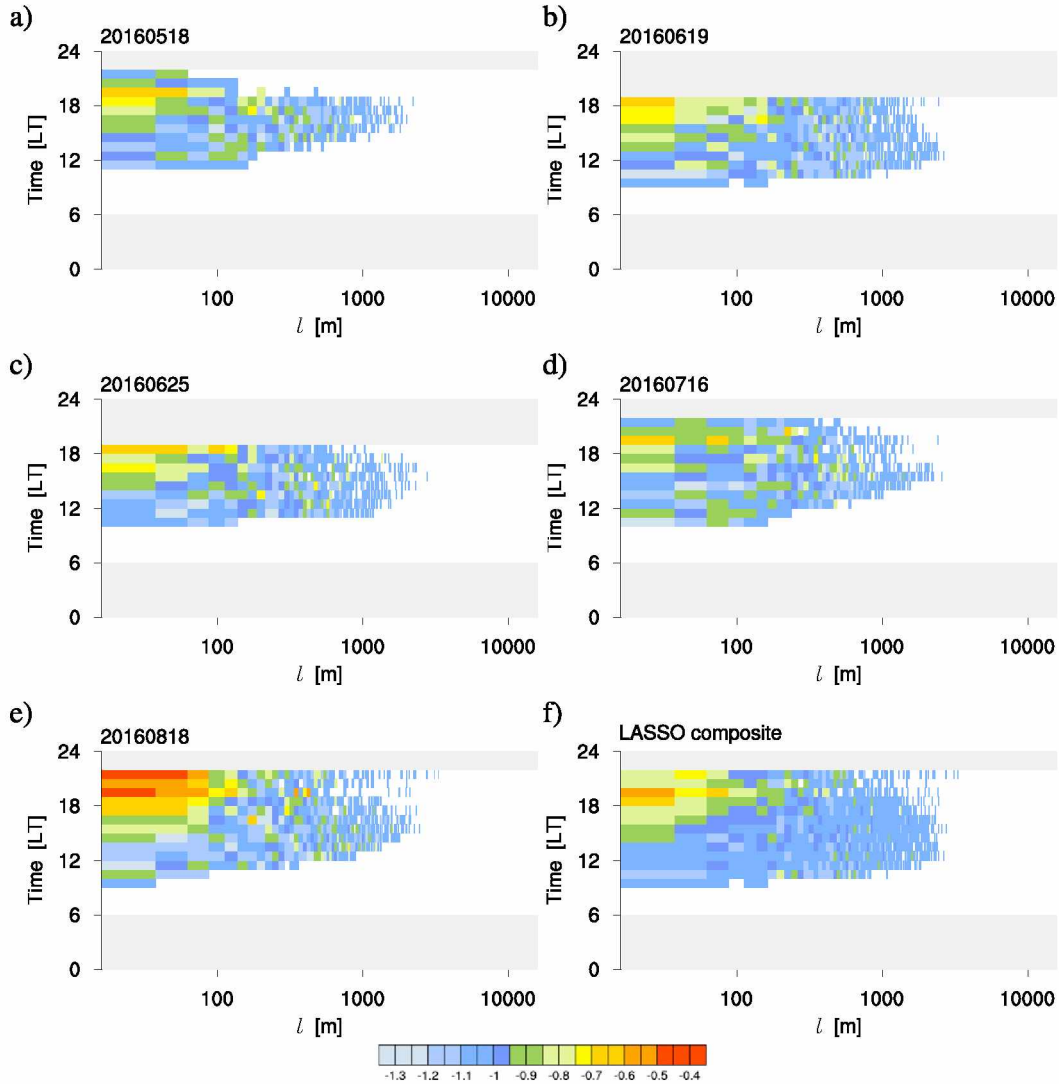 a)
20160518
24
18
12
6
0
Time [LT]
100
1000
10000
l [m]
b)
20160619
24
18
12
6
0
Time [LT]
100
1000
10000
l [m]
c)
20160625
24
18
12
6
0
Time [LT]
100
1000
10000
l [m]
d)
20160716
24
18
12
6
0
Time [LT]
100
1000
10000
l [m]
e)
20160818
24
18
12
6
0
Time [LT]
100
1000
10000
l [m]
f)
LASSO composite
24
18
12
6
0
Time [LT]
100
1000
10000
l [m]
-1.3 -1.2 -1.1 -1 -0.9 -0.8 -0.7 -0.6 -0.5 -0.4